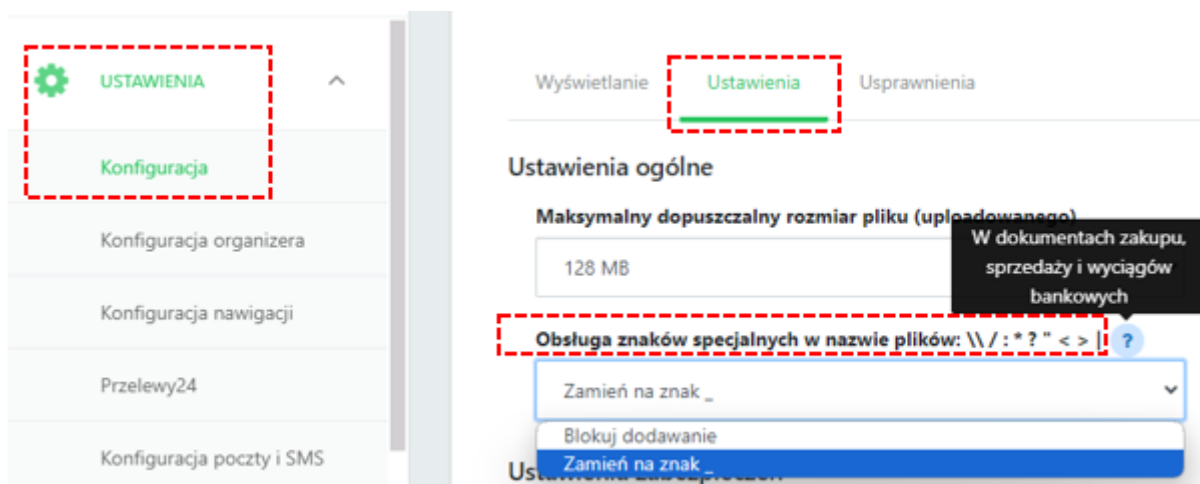 USTAWIENIA
Konfiguracja
Konfiguracja organizera
Konfiguracja nawigacji
Przelewy24
Konfiguracja poczty i SMS
Wyświetlanie
Ustawienia
Usprawnienia
Ustawienia ogólne
Maksymalny dopuszczalny rozmiar pliku (uploadowanego)
128 MB
W dokumentach zakupu,
sprzedaży i wyciągów
bankowych
Obsługa znaków specjalnych w nazwie plików: \\ / : * ? " < > |
?
Zamień na znak _
Blokuj dodawanie
Zamień na znak _